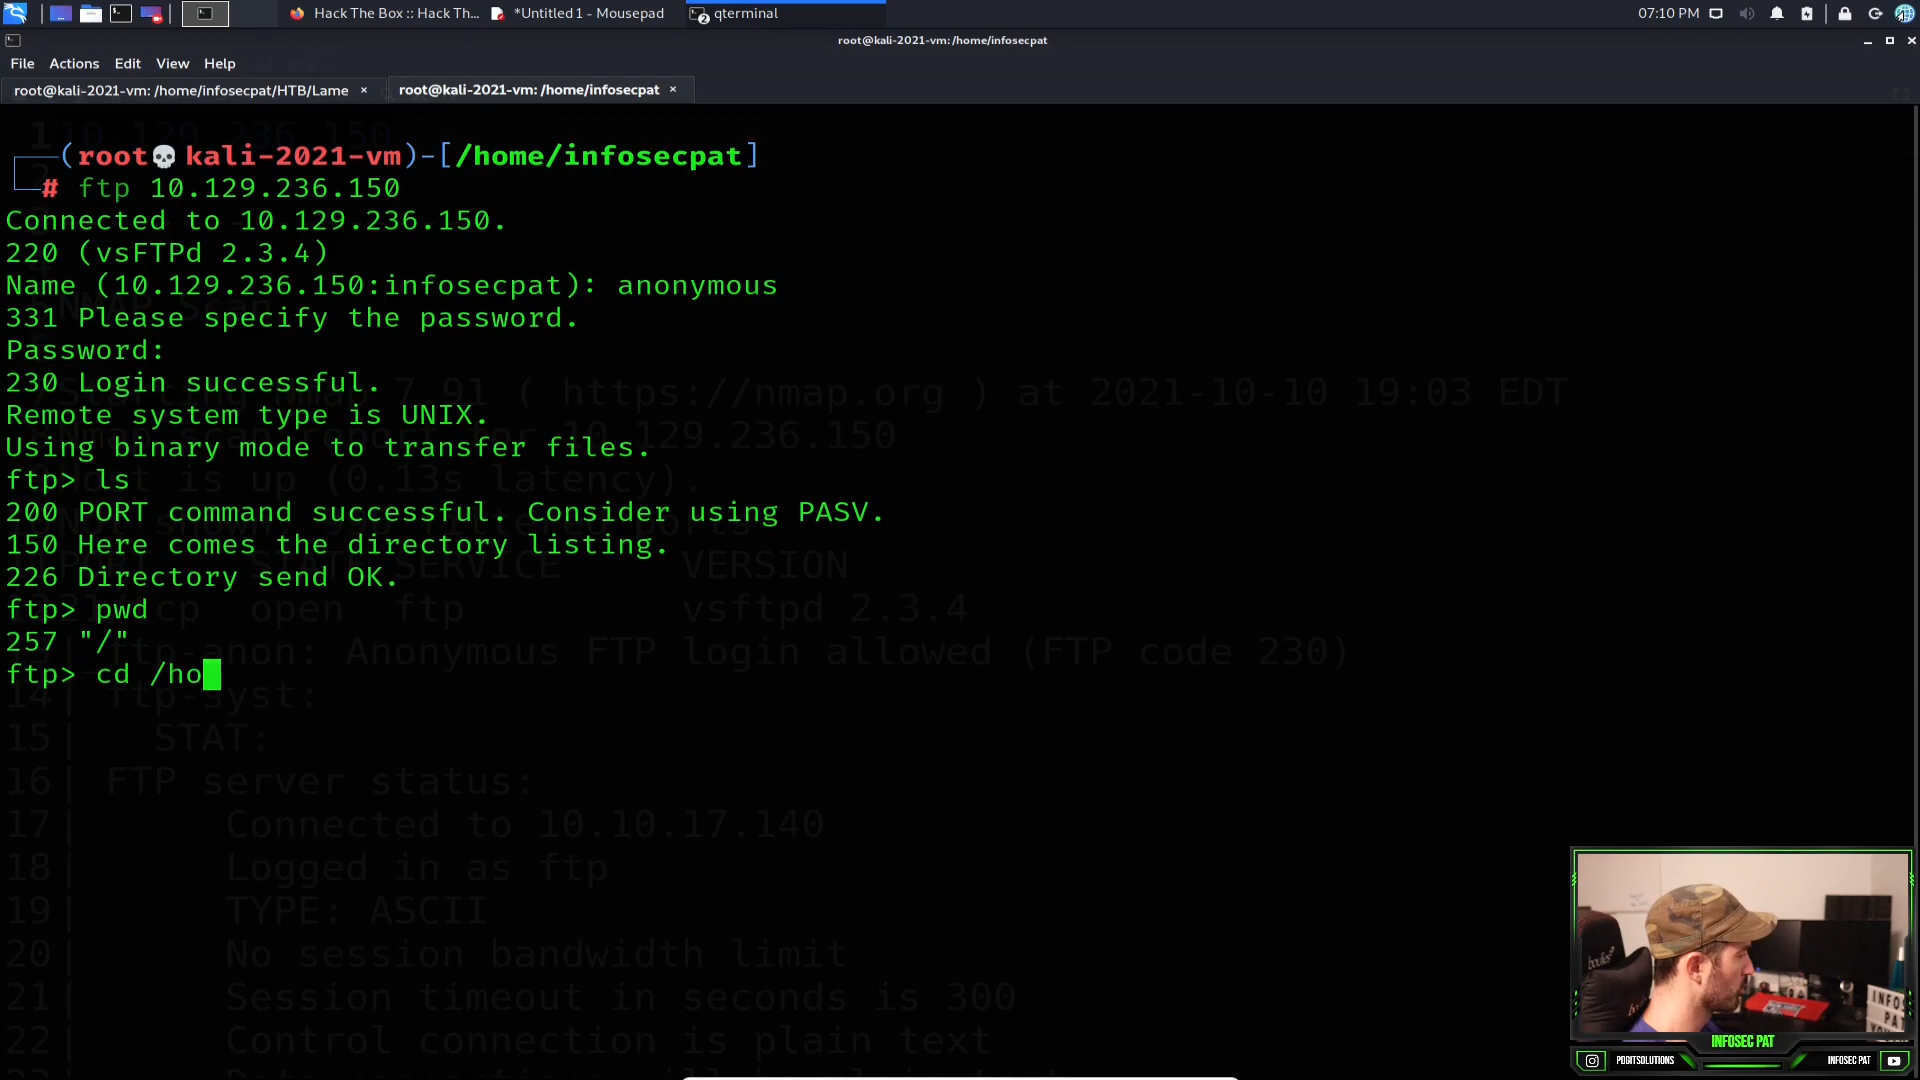 Hack The Box :: Hack Th...
*Untitled 1 - Mousepad
2
qterminal
07:10 PM
root@kali-2021-vm: /home/infosecpat
File Actions Edit View Help
root@kali-2021-vm: /home/infosecpat/HTB/Lame ×
root@kali-2021-vm: /home/infosecpat ×
1 10.129.236.150
(root💀kali-2021-vm)-[/home/infosecpat]
# ftp 10.129.236.150
Connected to 10.129.236.150.
220 (vsFTPd 2.3.4)
Name (10.129.236.150:infosecpat): anonymous
331 Please specify the password.
Password:
230 Login successful.
7.91 ( https://nmap.org ) at 2021-10-10 19:03 EDT
Remote system type is UNIX.
10.129.236.150
Using binary mode to transfer files.
ftp> ls
is up (0.13s latency).
200 PORT command successful. Consider using PASV.
150 Here comes the directory listing.
SERVICE VERSION
226 Directory send OK.
ftp> pwd
open ftp vsftpd 2.3.4
257 "/"
ftp-anon: Anonymous FTP login allowed (FTP code 230)
ftp> cd /ho
14| ftp-syst:
15| STAT:
16| FTP server status:
17| Connected to 10.10.17.140
18| Logged in as ftp
19| TYPE: ASCII
20| No session bandwidth limit
21| Session timeout in seconds is 300
22| Control connection is plain text
INFOSEC PAT
INFOSEC PAT